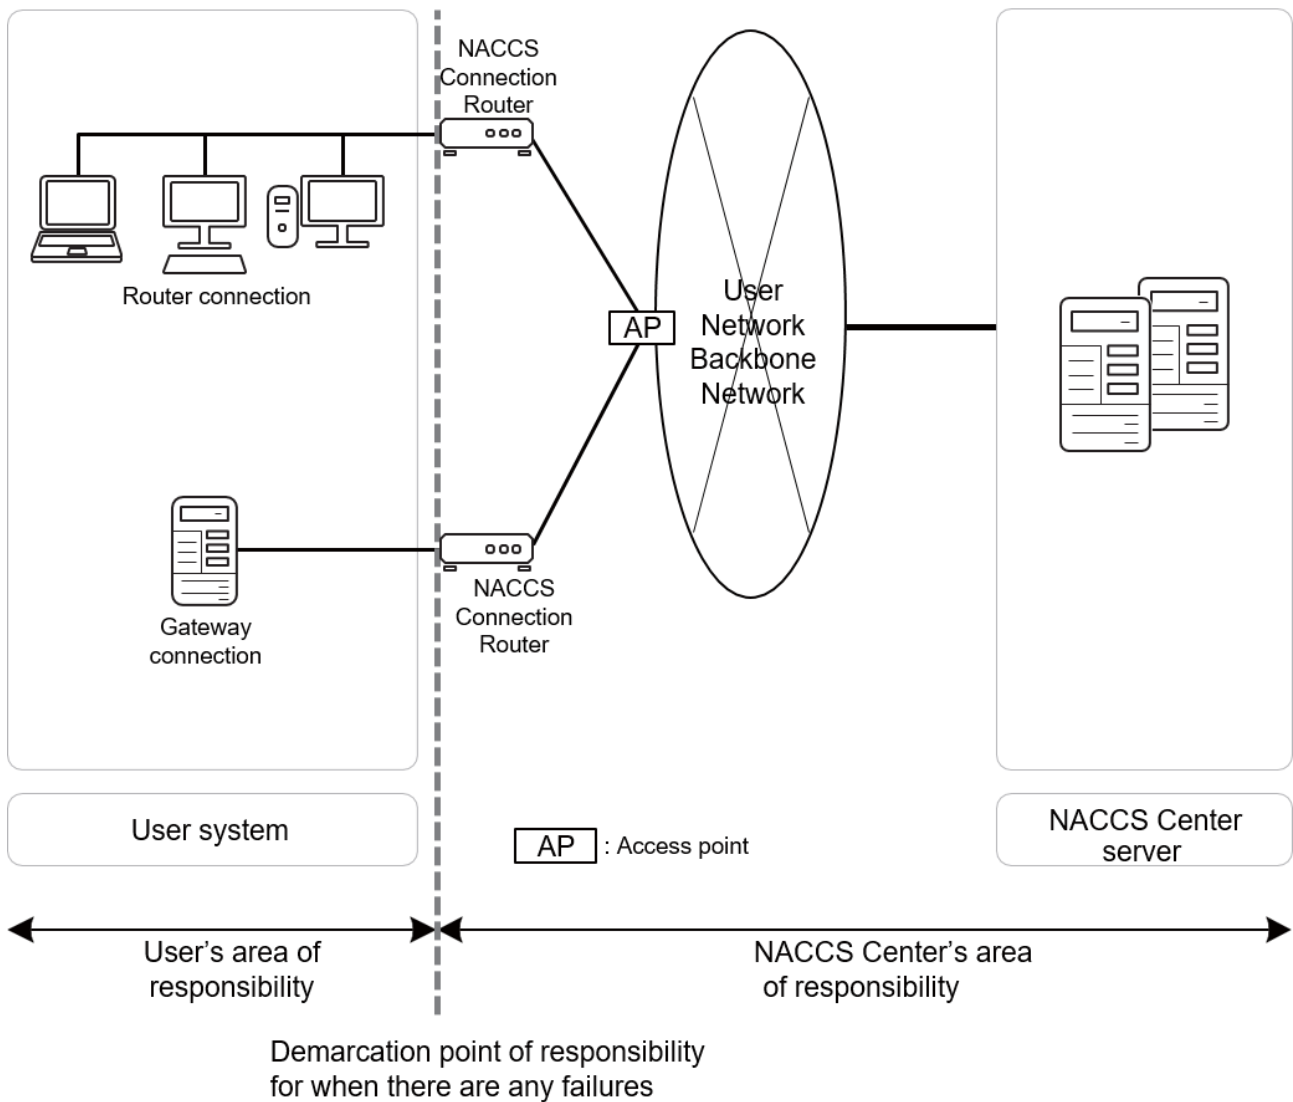 NACCS
Connection
Router
Router connection
AP
User
Network
Backbone
Network
Gateway
connection
NACCS
Connection
Router
User system
AP : Access point
NACCS Center
server
User’s area of
responsibility
NACCS Center’s area
of responsibility
Demarcation point of responsibility
for when there are any failures